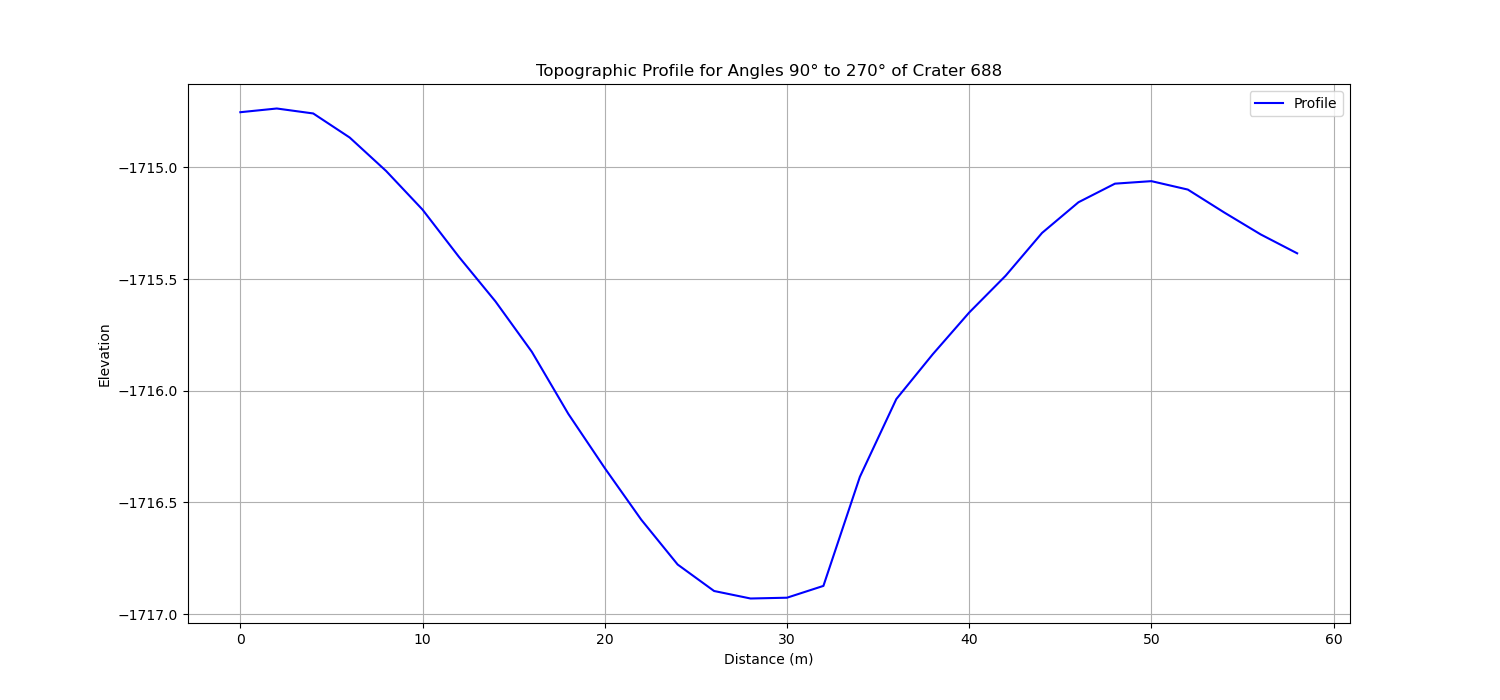 Topographic Profile for Angles 90° to 270° of Crater 688
Profile
−1715.0
−1715.5
−1716.0
−1716.5
−1717.0
Elevation
0 10 20 30 40 50 60
Distance (m)